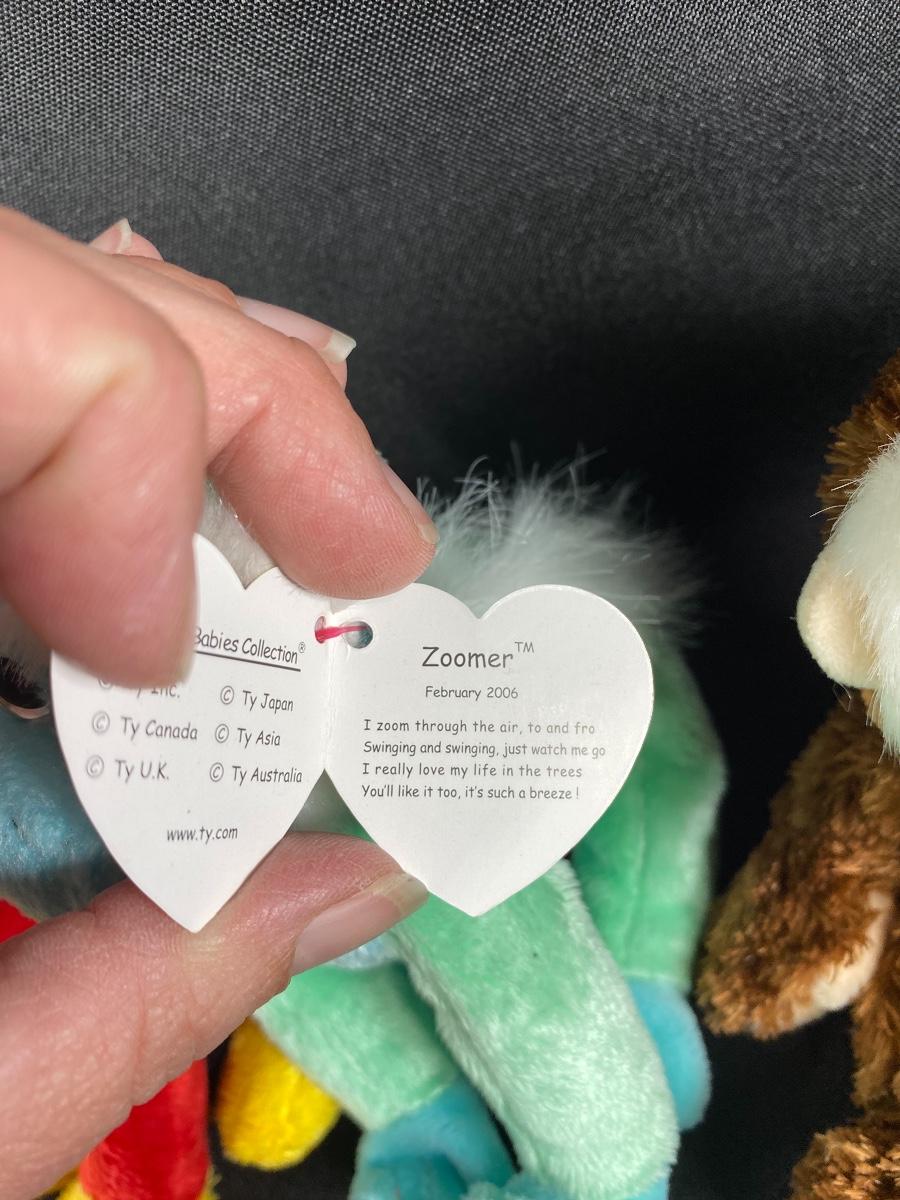 Babies Collection®
© Ty Inc.
© Ty Canada
© Ty U.K.
© Ty Japan
© Ty Asia
© Ty Australia
www.ty.com
Zoomer™
February 2006
I zoom through the air, to and fro
Swinging and swinging, just watch me go
I really love my life in the trees
You'll like it too, it's such a breeze !